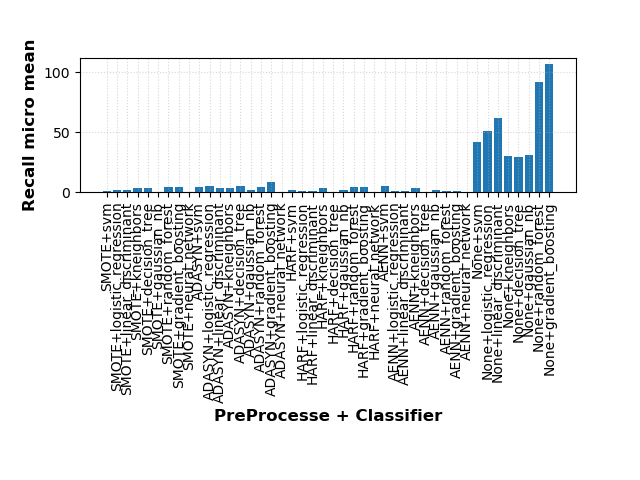 Recall micro mean
100
50
0
SMOTE+svm
SMOTE+logistic_regression
SMOTE+linear_discriminant
SMOTE+kneighbors
SMOTE+decision_tree
SMOTE+gaussian_nb
SMOTE+random_forest
SMOTE+gradient_boosting
SMOTE+neural_network
ADASYN+svm
ADASYN+logistic_regression
ADASYN+linear_discriminant
ADASYN+kneighbors
ADASYN+decision_tree
ADASYN+gaussian_nb
ADASYN+random_forest
ADASYN+gradient_boosting
ADASYN+neural_network
HARF+svm
HARF+logistic_regression
HARF+linear_discriminant
HARF+kneighbors
HARF+decision_tree
HARF+gaussian_nb
HARF+random_forest
HARF+gradient_boosting
HARF+neural_network
AENN+svm
AENN+logistic_regression
AENN+linear_discriminant
AENN+kneighbors
AENN+decision_tree
AENN+gaussian_nb
AENN+random_forest
AENN+gradient_boosting
AENN+neural_network
None+svm
None+logistic_regression
None+linear_discriminant
None+kneighbors
None+decision_tree
None+gaussian_nb
None+random_forest
None+gradient_boosting
PreProcesse + Classifier